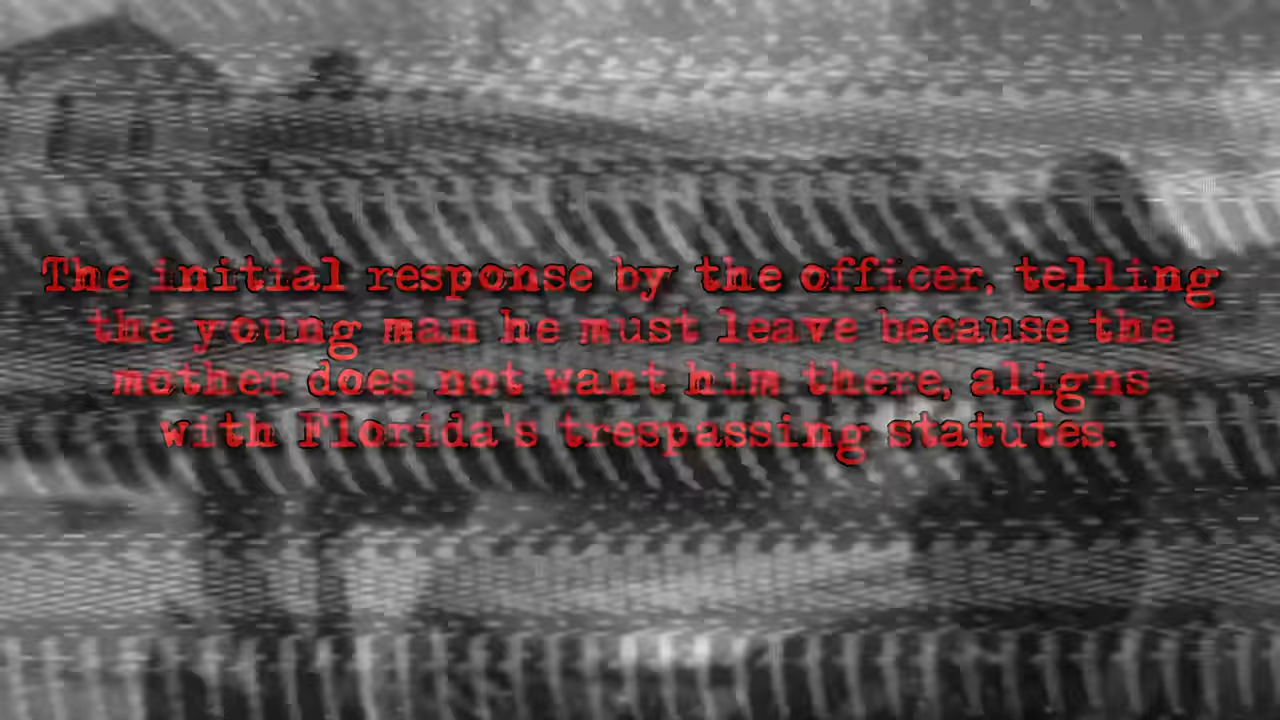 The initial response by the officer, telling
the young man he must leave because the
mother does not want him there, aligns
with Florida's trespassing statutes.